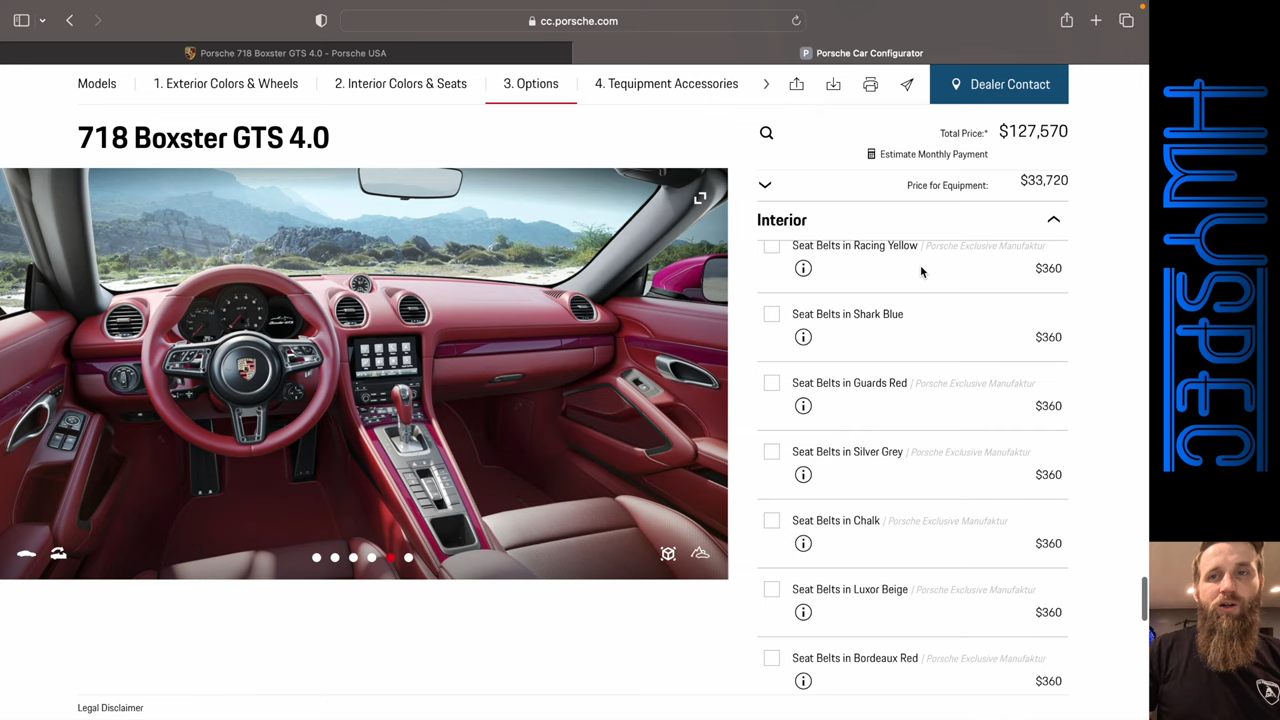 cc.porsche.com
Porsche 718 Boxster GTS 4.0 - Porsche USA
P Porsche Car Configurator
Models
1. Exterior Colors & Wheels
2. Interior Colors & Seats
3. Options
4. Tequipment Accessories
Dealer Contact
718 Boxster GTS 4.0
Total Price:* $127,570
Estimate Monthly Payment
Price for Equipment: $33,720
Interior
Seat Belts in Racing Yellow | Porsche Exclusive Manufaktur
$360
Seat Belts in Shark Blue
$360
Seat Belts in Guards Red | Porsche Exclusive Manufaktur
$360
Seat Belts in Silver Grey | Porsche Exclusive Manufaktur
$360
Seat Belts in Chalk | Porsche Exclusive Manufaktur
$360
Seat Belts in Luxor Beige | Porsche Exclusive Manufaktur
$360
Seat Belts in Bordeaux Red | Porsche Exclusive Manufaktur
$360
Legal Disclaimer
HWYSPEC